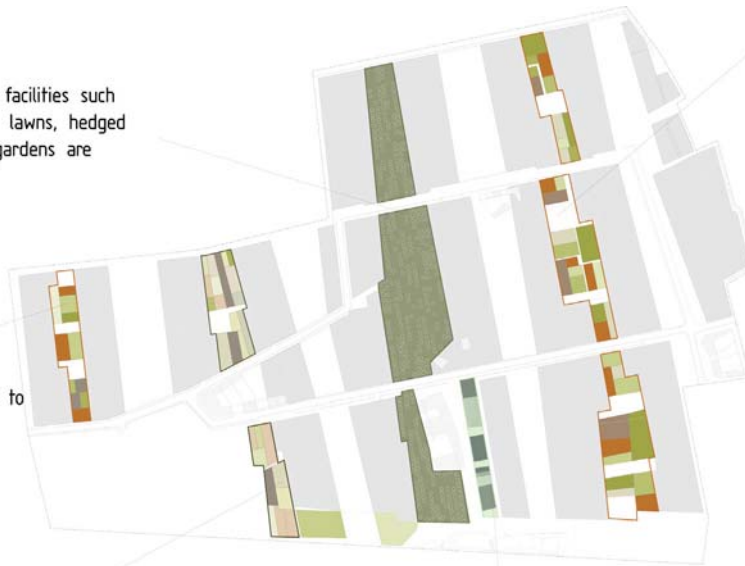 facilities such
lawns, hedged
gardens are
to